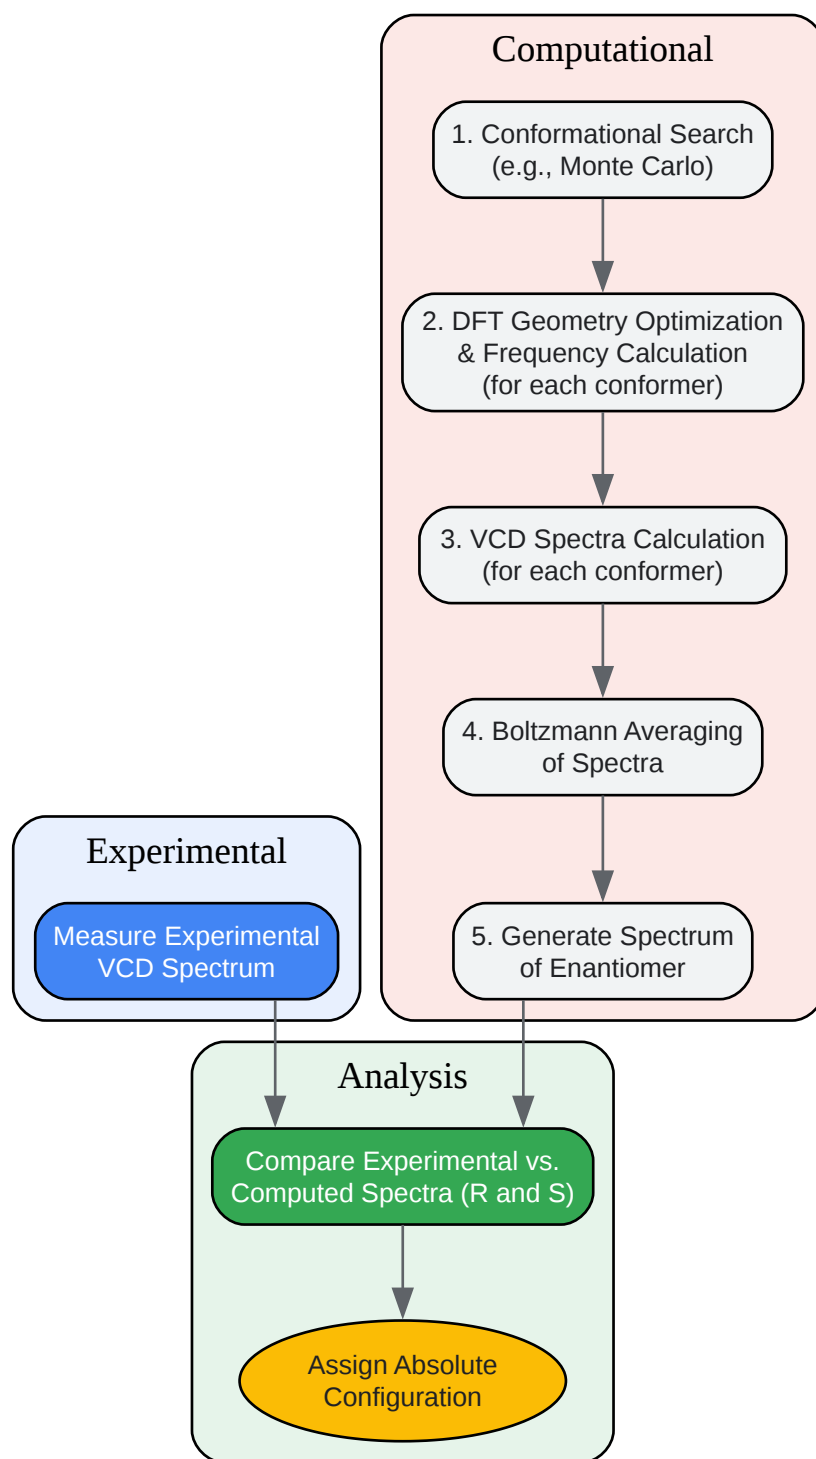 Computational
1. Conformational Search
(e.g., Monte Carlo)
2. DFT Geometry Optimization
& Frequency Calculation
(for each conformer)
3. VCD Spectra Calculation
(for each conformer)
4. Boltzmann Averaging
of Spectra
5. Generate Spectrum
of Enantiomer
Experimental
Measure Experimental
VCD Spectrum
Analysis
Compare Experimental vs.
Computed Spectra (R and S)
Assign Absolute
Configuration